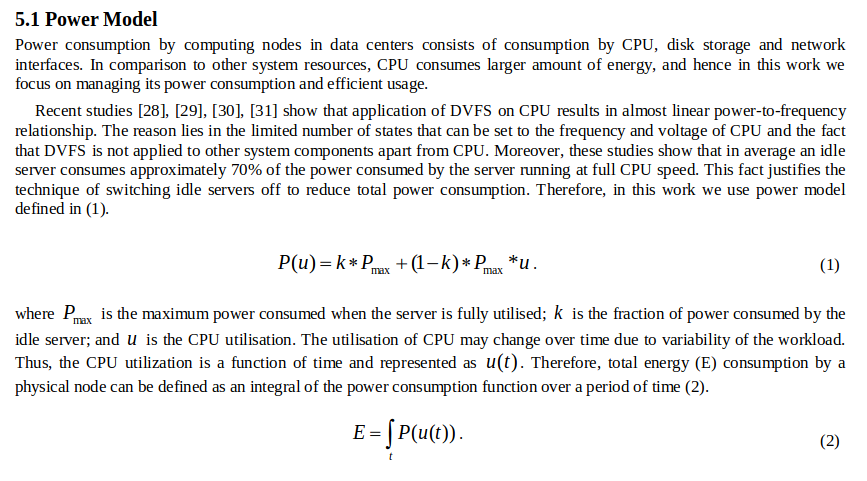 5.1 Power Model
Power consumption by computing nodes in data centers consists of consumption by CPU, disk storage and network
interfaces. In comparison to other system resources, CPU consumes larger amount of energy, and hence in this work we
focus on managing its power consumption and efficient usage.
Recent studies [28], [29], [30], [31] show that application of DVFS on CPU results in almost linear power-to-frequency
relationship. The reason lies in the limited number of states that can be set to the frequency and voltage of CPU and the fact
that DVFS is not applied to other system components apart from CPU. Moreover, these studies show that in average an idle
server consumes approximately 70% of the power consumed by the server running at full CPU speed. This fact justifies the
technique of switching idle servers off to reduce total power consumption. Therefore, in this work we use power model
defined in (1).
P(u)=k∗P_max +(1−k)∗P_max *u . (1)
where P_max is the maximum power consumed when the server is fully utilised; k is the fraction of power consumed by the
idle server; and u is the CPU utilisation. The utilisation of CPU may change over time due to variability of the workload.
Thus, the CPU utilization is a function of time and represented as u(t). Therefore, total energy (E) consumption by a
physical node can be defined as an integral of the power consumption function over a period of time (2).
E=∫_t P(u(t)). (2)